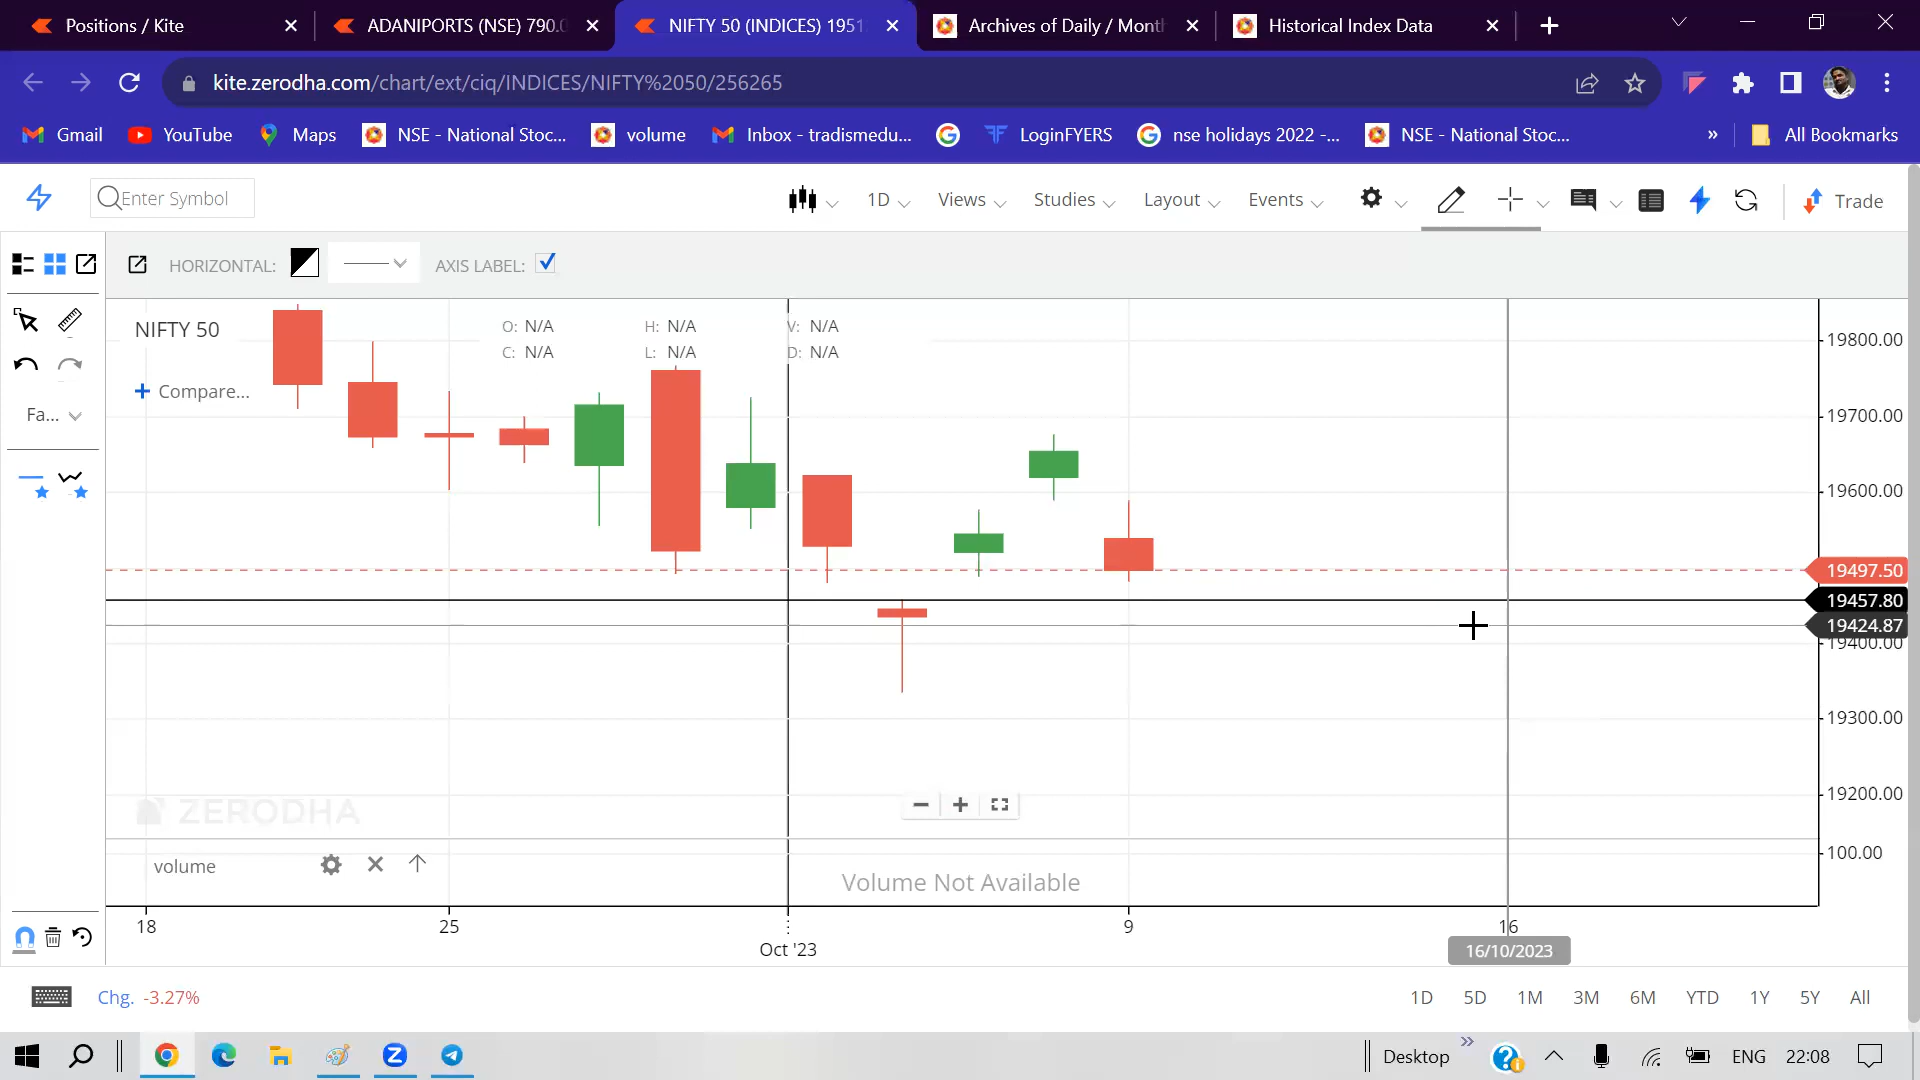 Positions / Kite
ADANIPORTS (NSE) 790.0
NIFTY 50 (INDICES) 1951
Archives of Daily / Month
Historical Index Data
kite.zerodha.com/chart/ext/ciq/INDICES/NIFTY%2050/256265
Gmail
YouTube
Maps
NSE - National Stoc...
volume
Inbox - tradismedu...
LoginFYERS
nse holidays 2022 -...
NSE - National Stoc...
»
All Bookmarks
Enter Symbol
1D
Views
Studies
Layout
Events
Trade
HORIZONTAL:
AXIS LABEL:
NIFTY 50
O: N/A
H: N/A
V: N/A
C: N/A
L: N/A
D: N/A
+ Compare...
Fa...
19800.00
19700.00
19600.00
19497.50
19457.80
19424.87
19400.00
19300.00
19200.00
100.00
ZERODHA
volume
Volume Not Available
18
25
Oct '23
9
16
16/10/2023
Chg. -3.27%
1D
5D
1M
3M
6M
YTD
1Y
5Y
All
Desktop
»
ENG
22:08